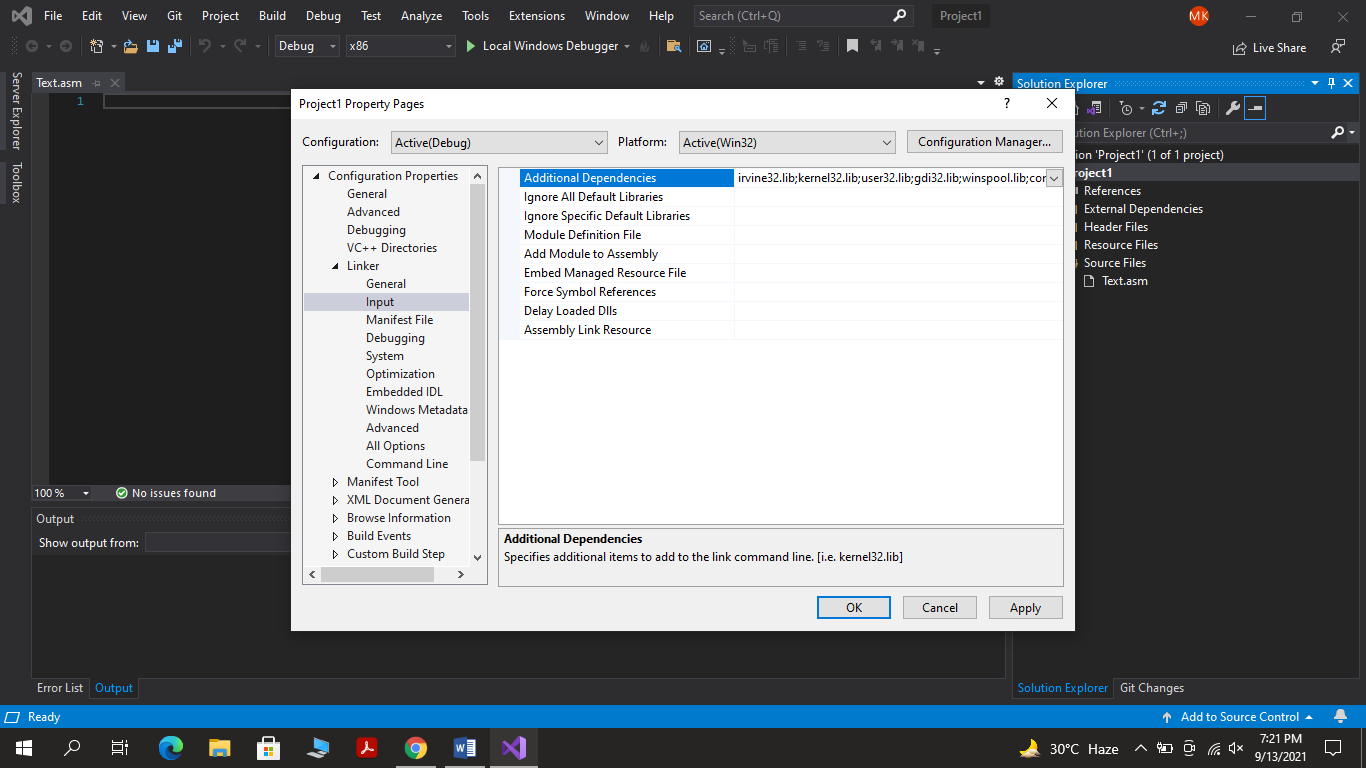 File Edit View Git Project Build Debug Test Analyze Tools Extensions Window Help Search (Ctrl+Q) Project1 MK
Debug x86 Local Windows Debugger Live Share
Server Explorer
Toolbox
Text.asm
1
Project1 Property Pages ?
Configuration: Active(Debug) Platform: Active(Win32) Configuration Manager...
Configuration Properties
General
Advanced
Debugging
VC++ Directories
Linker
General
Input
Manifest File
Debugging
System
Optimization
Embedded IDL
Windows Metadata
Advanced
All Options
Command Line
Manifest Tool
XML Document Genera
Browse Information
Build Events
Custom Build Step
Additional Dependencies irvine32.lib;kernel32.lib;user32.lib;gdi32.lib;winspool.lib;cor
Ignore All Default Libraries
Ignore Specific Default Libraries
Module Definition File
Add Module to Assembly
Embed Managed Resource File
Force Symbol References
Delay Loaded Dlls
Assembly Link Resource
Additional Dependencies
Specifies additional items to add to the link command line. [i.e. kernel32.lib]
OK Cancel Apply
Solution Explorer
ution Explorer (Ctrl+;)
ion 'Project1' (1 of 1 project)
roject1
References
External Dependencies
Header Files
Resource Files
Source Files
Text.asm
100 % No issues found
Output
Show output from:
Error List Output
Solution Explorer Git Changes
Ready Add to Source Control
30°C Haze 7:21 PM
9/13/2021